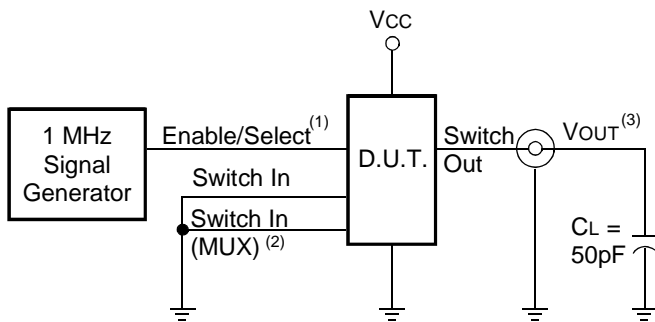 VCC
1 MHz
Signal
Generator
Enable/Select(1)
D.U.T.
Switch
Out
VOUT(3)
Switch In
Switch In
(MUX)(2)
CL =
50pF